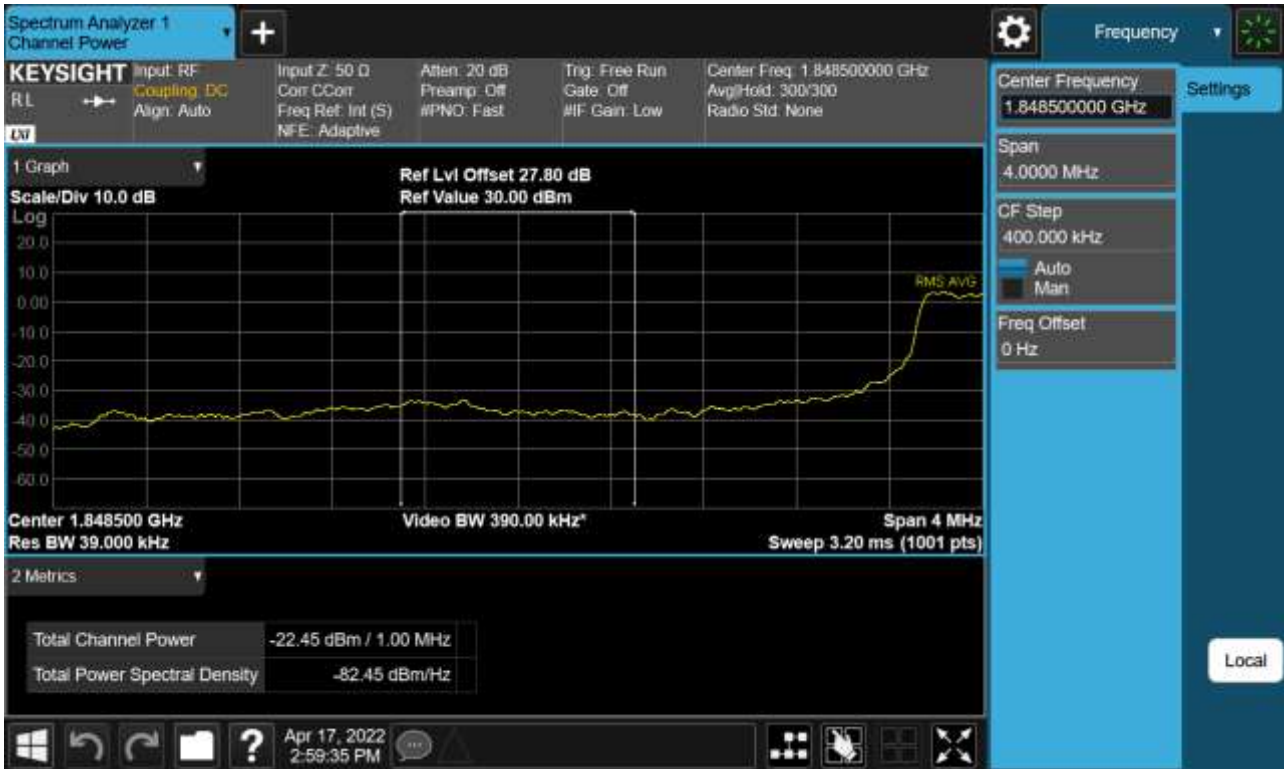 Spectrum Analyzer 1
Channel Power
+
Frequency
KEYSIGHT
RL
LXI
Input: RF
Coupling: DC
Align: Auto
Input Z: 50 Ω
Corr CCorr
Freq Ref: Int (S)
NFE: Adaptive
Atten: 20 dB
Preamp: Off
#PNO: Fast
Trig: Free Run
Gate: Off
#IF Gain: Low
Center Freq: 1.848500000 GHz
Avg|Hold: 300/300
Radio Std: None
Center Frequency
1.848500000 GHz
Settings
Span
4.0000 MHz
CF Step
400.000 kHz
Auto
Man
Freq Offset
0 Hz
Local
1 Graph
Scale/Div 10.0 dB
Ref Lvl Offset 27.80 dB
Ref Value 30.00 dBm
Log
20.0
10.0
0.00
-10.0
-20.0
-30.0
-40.0
-50.0
-60.0
RMS AVG
Center 1.848500 GHz
Res BW 39.000 kHz
Video BW 390.00 kHz*
Span 4 MHz
Sweep 3.20 ms (1001 pts)
2 Metrics
Total Channel Power -22.45 dBm / 1.00 MHz
Total Power Spectral Density -82.45 dBm/Hz
?
Apr 17, 2022
2:59:35 PM